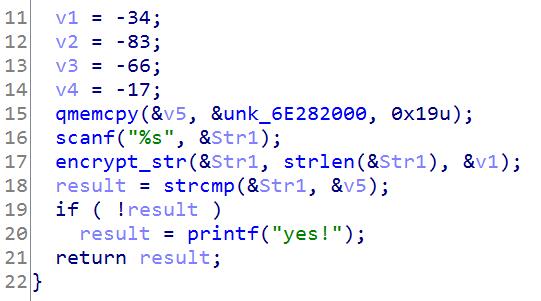 11 v1 = -34;
12 v2 = -83;
13 v3 = -66;
14 v4 = -17;
15 qmemcpy(&v5, &unk_6E282000, 0x19u);
16 scanf("%s", &Str1);
17 encrypt_str(&Str1, strlen(&Str1), &v1);
18 result = strcmp(&Str1, &v5);
19 if ( !result )
20 result = printf("yes!");
21 return result;
22 }